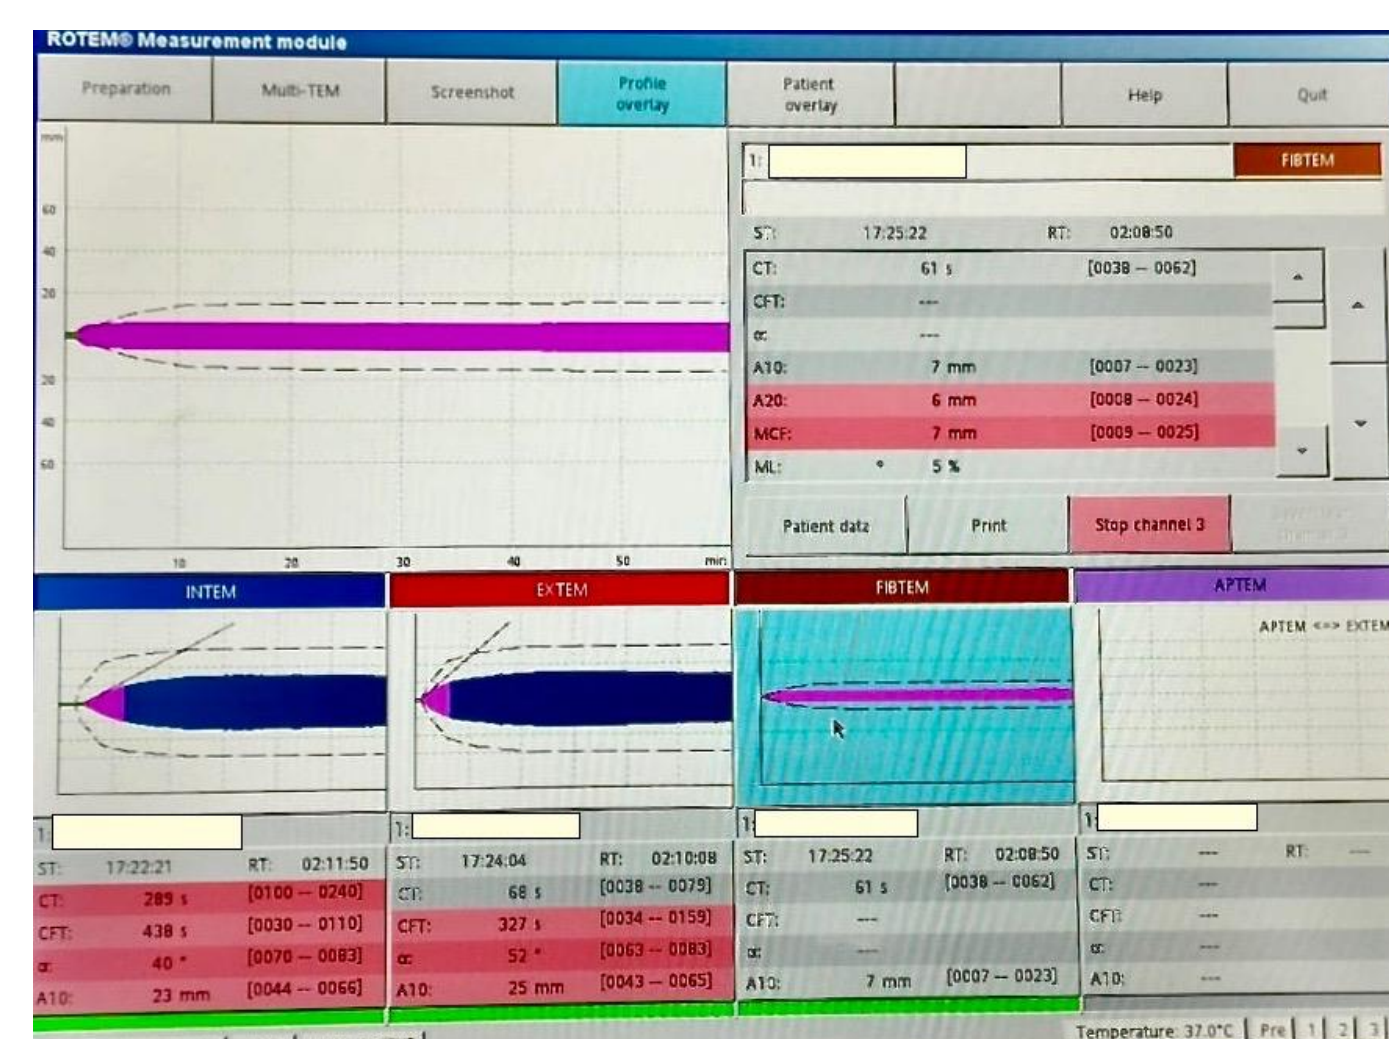 ROTEM® Measurement module
Preparation Multi-TEM Screenshot Profile overlay Patient overlay Help Quit
mm
60
40
20
20
40
60
10 20 30 40 50 min
1: FIBTEM
ST: 17:25:22 RT: 02:08:50
CT: 61 s [0038 — 0062]
CFT: ---
α: ---
A10: 7 mm [0007 — 0023]
A20: 6 mm [0008 — 0024]
MCF: 7 mm [0009 — 0025]
ML: ° 5 %
Patient data Print Stop channel 3
INTEM EXTEM FIBTEM APTEM
APTEM <=> EXTEM
1: 1: 1: 1:
ST: 17:22:21 RT: 02:11:50
CT: 289 s [0100 — 0240]
CFT: 438 s [0030 — 0110]
α: 40 ° [0070 — 0083]
A10: 23 mm [0044 — 0066]
ST: 17:24:04 RT: 02:10:08
CT: 68 s [0038 — 0079]
CFT: 327 s [0034 — 0159]
α: 52 ° [0063 — 0083]
A10: 25 mm [0043 — 0065]
ST: 17:25:22 RT: 02:08:50
CT: 61 s [0038 — 0062]
CFT: ---
α: ---
A10: 7 mm [0007 — 0023]
ST: --- RT: ---
CT: ---
CFT: ---
α: ---
A10: ---
Temperature: 37.0°C Pre 1 2 3